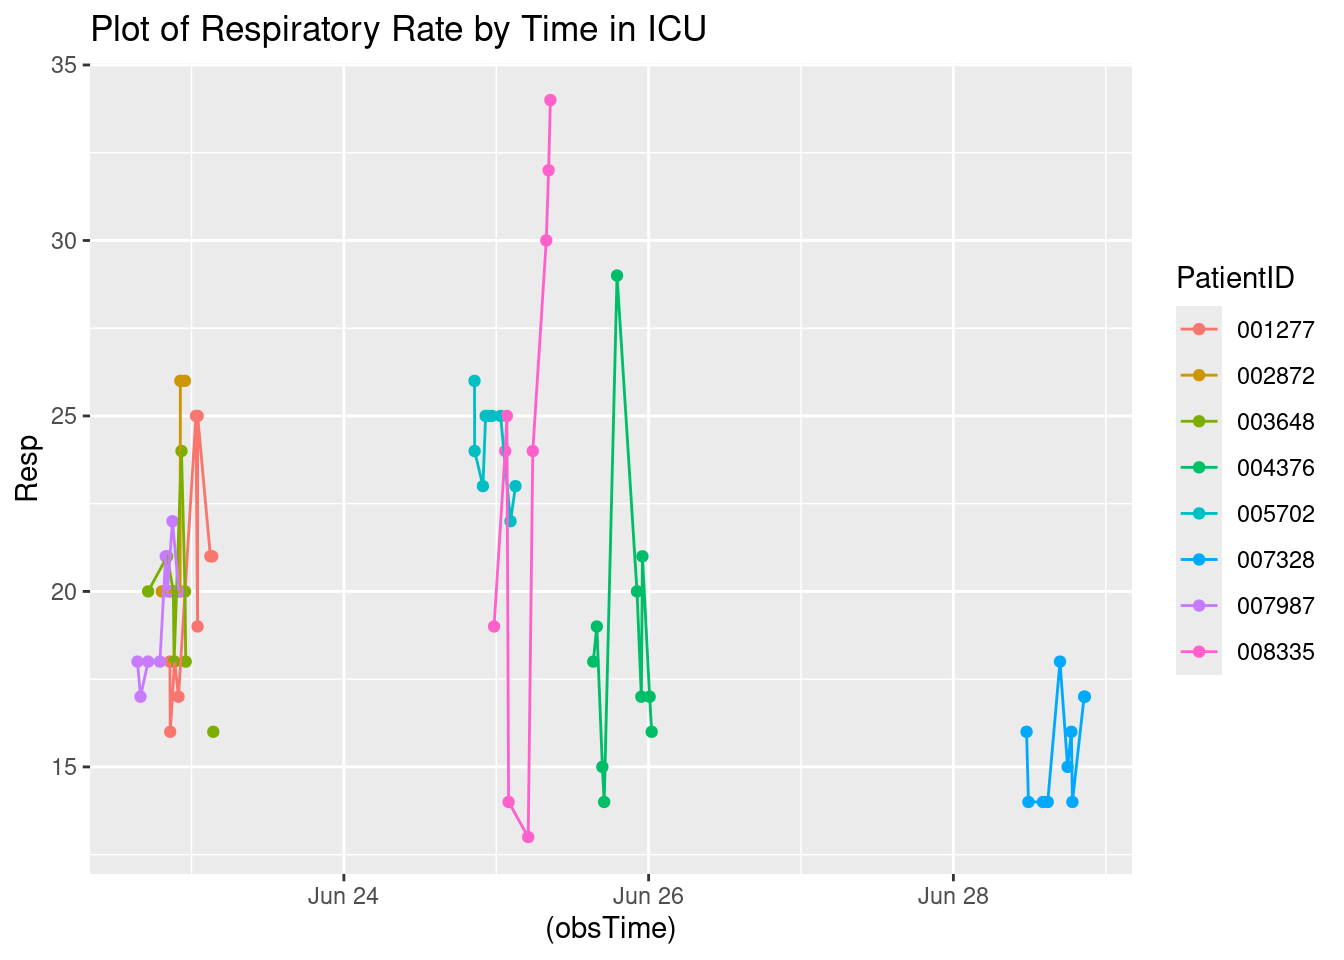 Plot of Respiratory Rate by Time in ICU
35
30
25
20
15
Resp
Jun 24
Jun 26
Jun 28
(obsTime)
PatientID
001277
002872
003648
004376
005702
007328
007987
008335